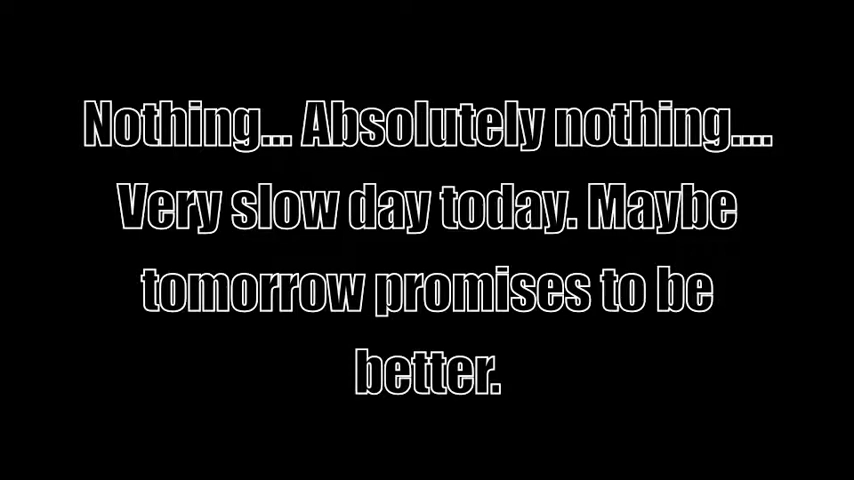 Nothing... Absolutely nothing....
Very slow day today. Maybe
tomorrow promises to be
better.